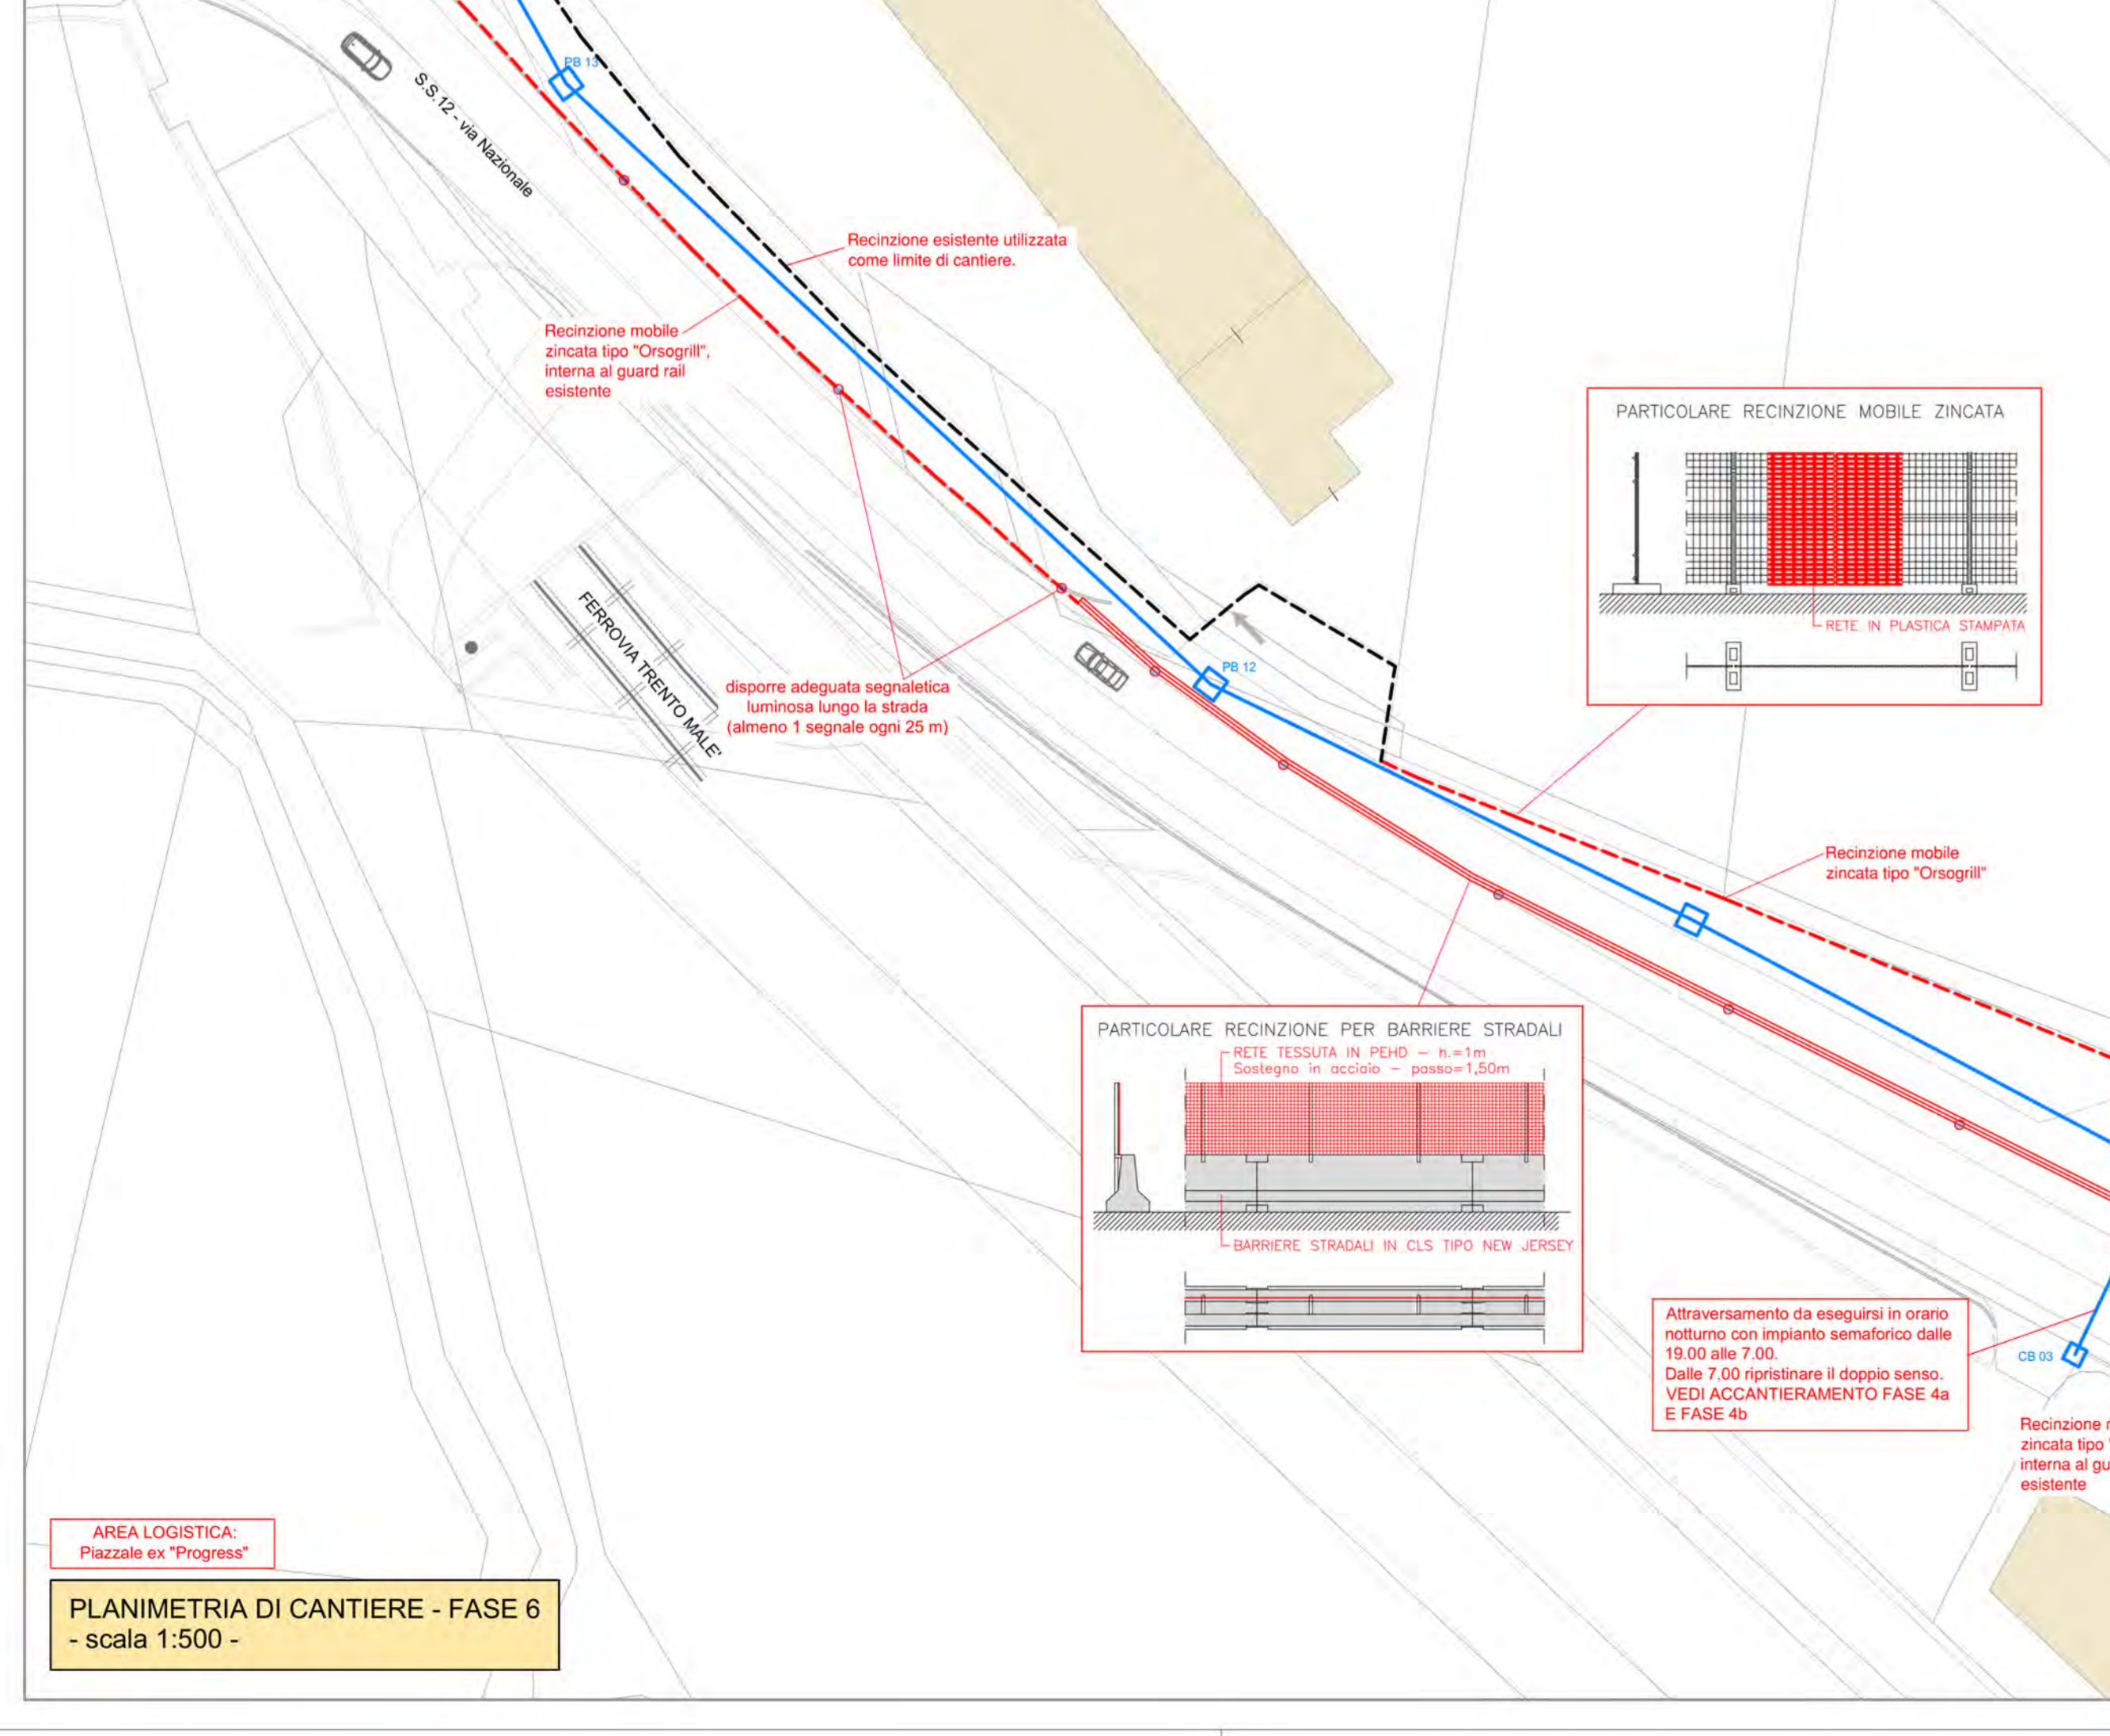 PB 13
S.S.12 - via Nazionale
Recinzione esistente utilizzata
come limite di cantiere.
Recinzione mobile
zincata tipo "Orsogrill",
interna al guard rail
esistente
PARTICOLARE RECINZIONE MOBILE ZINCATA
RETE IN PLASTICA STAMPATA
FERROVIA TRENTO MALE'
disporre adeguata segnaletica
luminosa lungo la strada
(almeno 1 segnale ogni 25 m)
PB 12
Recinzione mobile
zincata tipo "Orsogrill"
PARTICOLARE RECINZIONE PER BARRIERE STRADALI
RETE TESSUTA IN PEHD – h.=1m
Sostegno in acciaio – passo=1,50m
BARRIERE STRADALI IN CLS TIPO NEW JERSEY
Attraversamento da eseguirsi in orario
notturno con impianto semaforico dalle
19.00 alle 7.00.
Dalle 7.00 ripristinare il doppio senso.
VEDI ACCANTIERAMENTO FASE 4a
E FASE 4b
CB 03
Recinzione
zincata tipo
interna al
esistente
AREA LOGISTICA:
Piazzale ex "Progress"
PLANIMETRIA DI CANTIERE - FASE 6
- scala 1:500 -